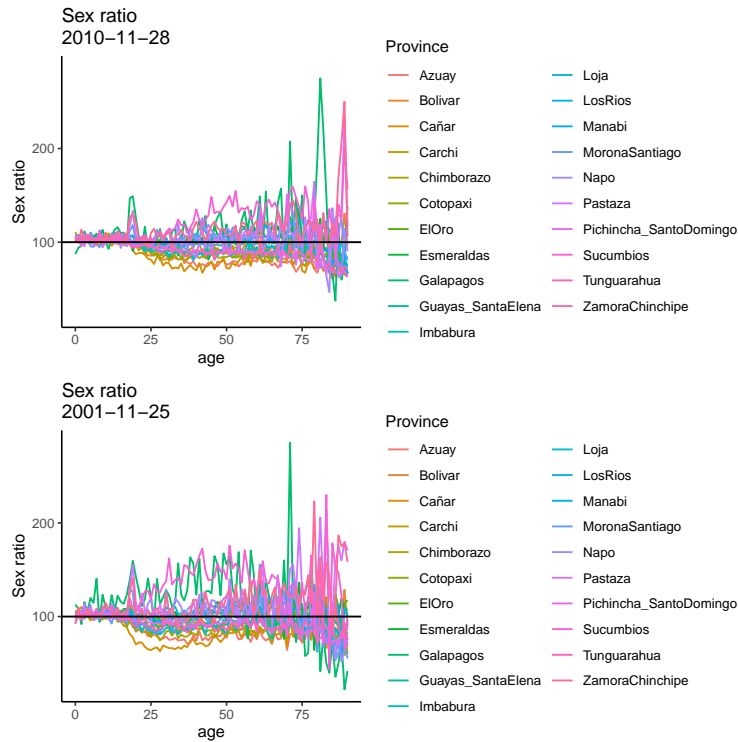 Sex ratio
2010−11−28
Sex ratio
200
100
0
25
50
75
age
Province
Azuay
Bolivar
Cañar
Carchi
Chimborazo
Cotopaxi
ElOro
Esmeraldas
Galapagos
Guayas_SantaElena
Imbabura
Loja
LosRios
Manabi
MoronaSantiago
Napo
Pastaza
Pichincha_SantoDomingo
Sucumbios
Tunguarahua
ZamoraChinchipe
Sex ratio
2001−11−25
Sex ratio
200
100
0
25
50
75
age
Province
Azuay
Bolivar
Cañar
Carchi
Chimborazo
Cotopaxi
ElOro
Esmeraldas
Galapagos
Guayas_SantaElena
Imbabura
Loja
LosRios
Manabi
MoronaSantiago
Napo
Pastaza
Pichincha_SantoDomingo
Sucumbios
Tunguarahua
ZamoraChinchipe